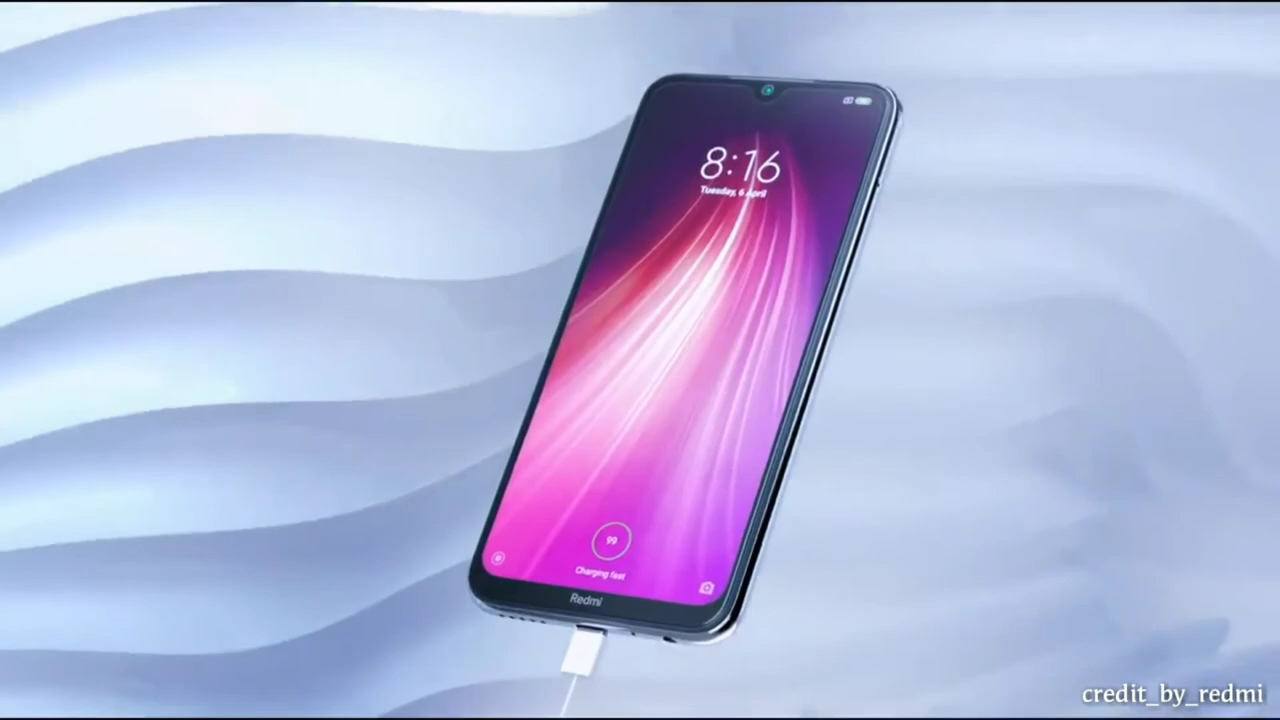 8:16
Tuesday, 6 April
99
Charging fast
Redmi
credit_by_redmi